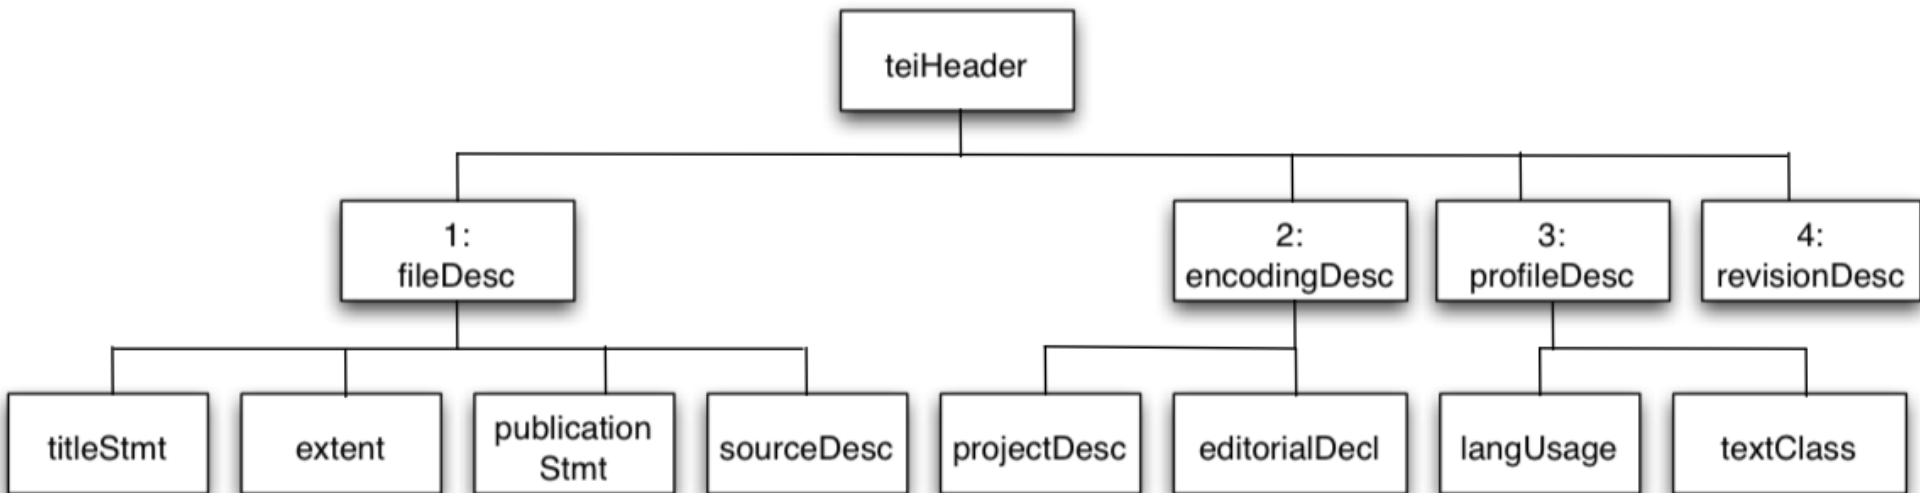 teiHeader
1:
fileDesc
2:
encodingDesc
3:
profileDesc
4:
revisionDesc
titleStmt
extent
publication
Stmt
sourceDesc
projectDesc
editorialDecl
langUsage
textClass